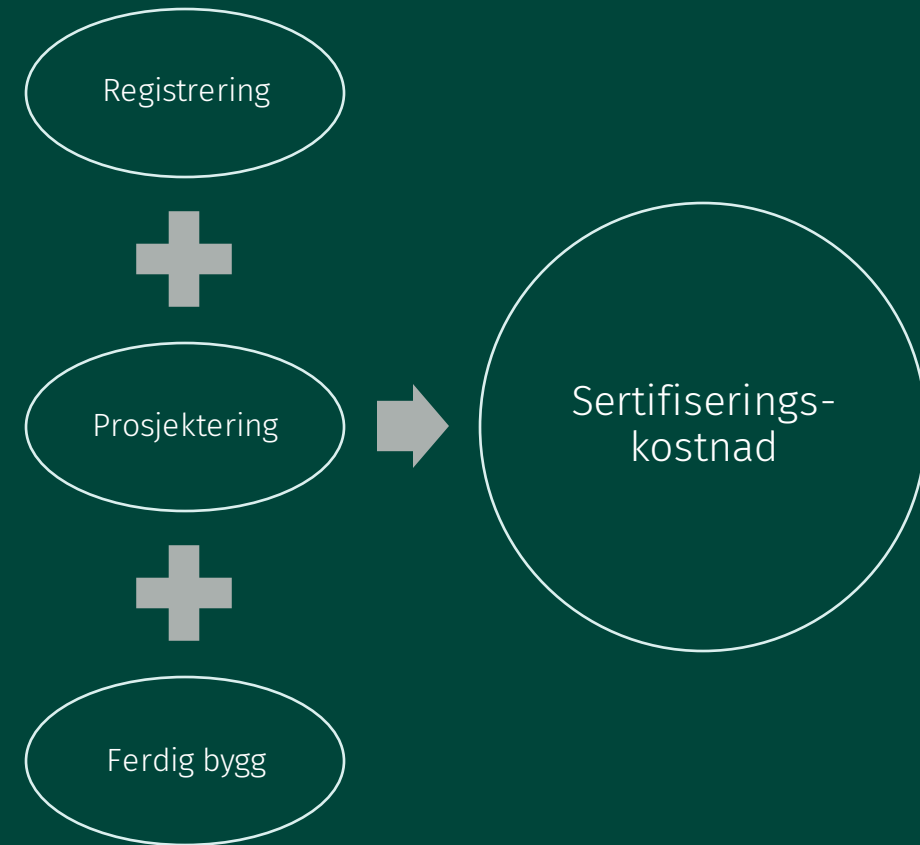 Registrering
Prosjektering
Ferdig bygg
Sertifiserings-
kostnad